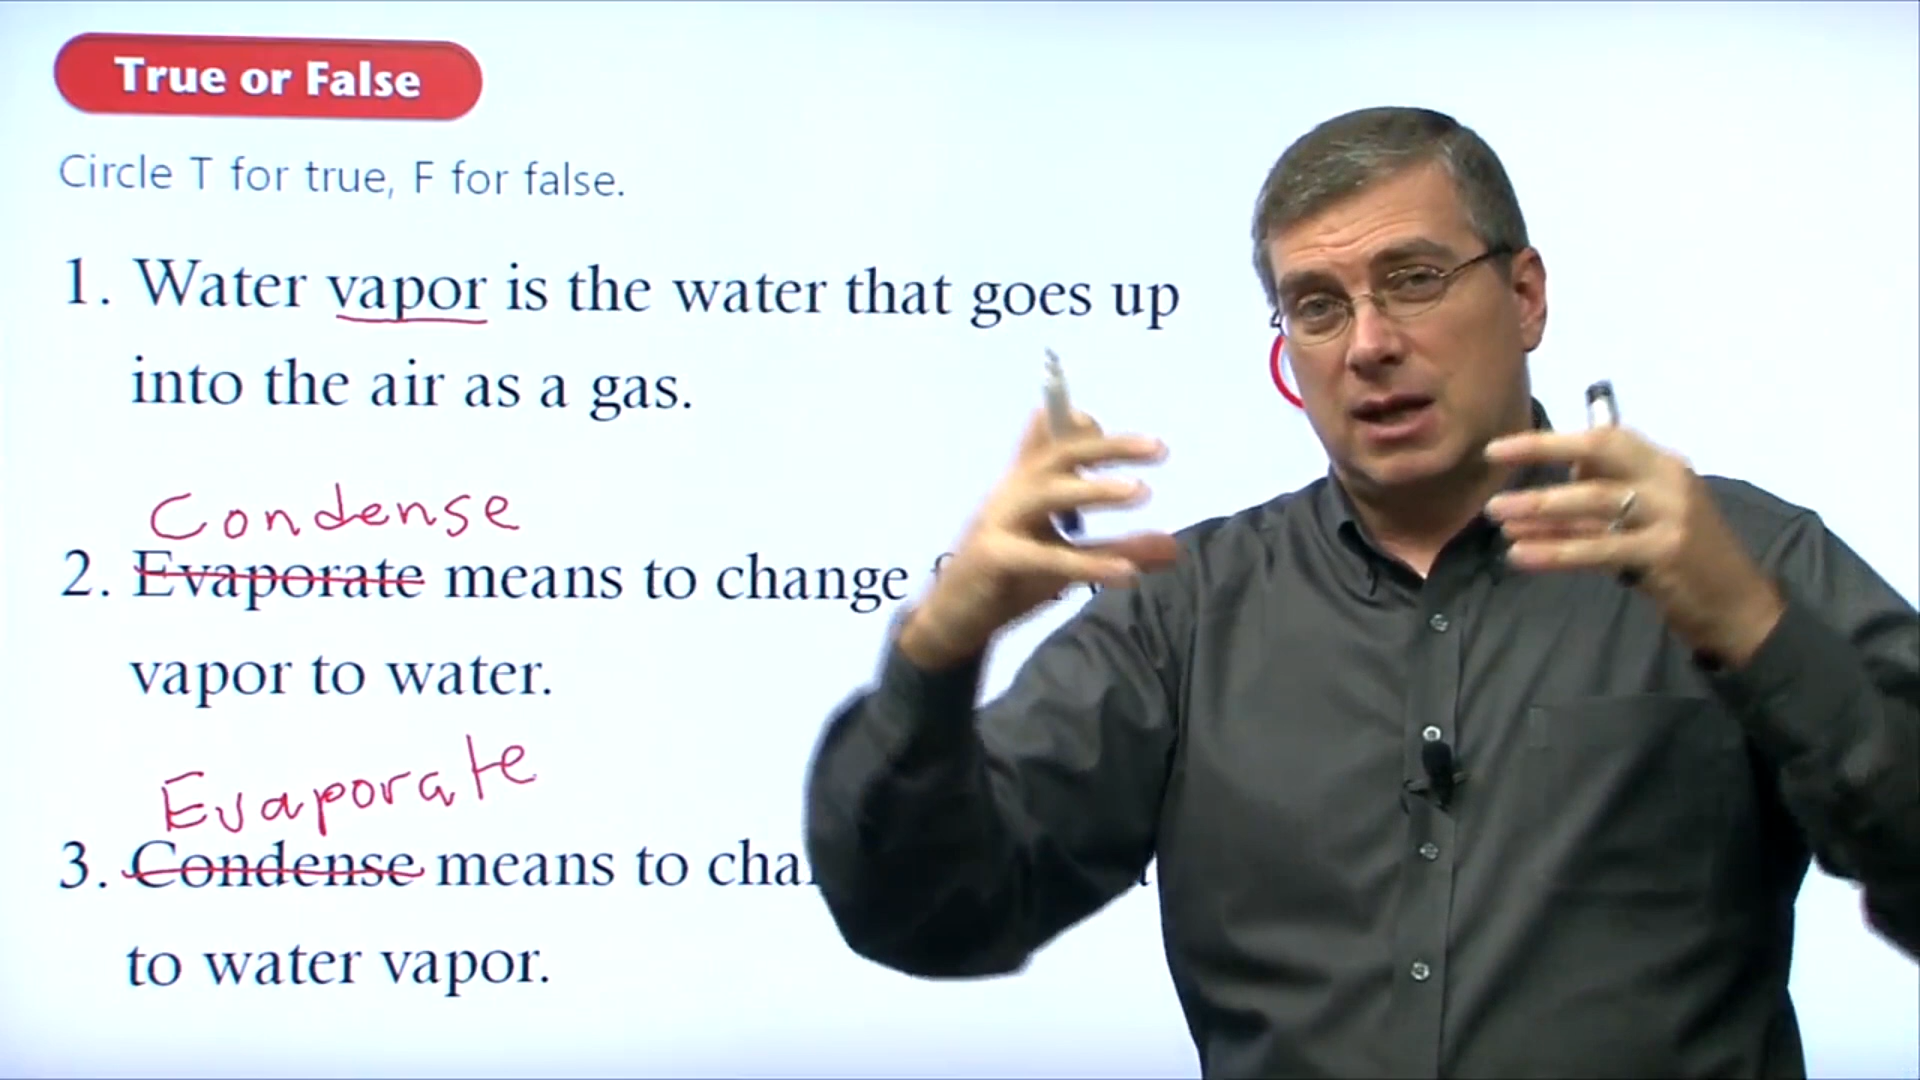 True or False
Circle T for true, F for false.
1. Water vapor is the water that goes up
into the air as a gas.
Condense
2. Evaporate means to change
vapor to water.
Evaporate
3. Condense means to
to water vapor.